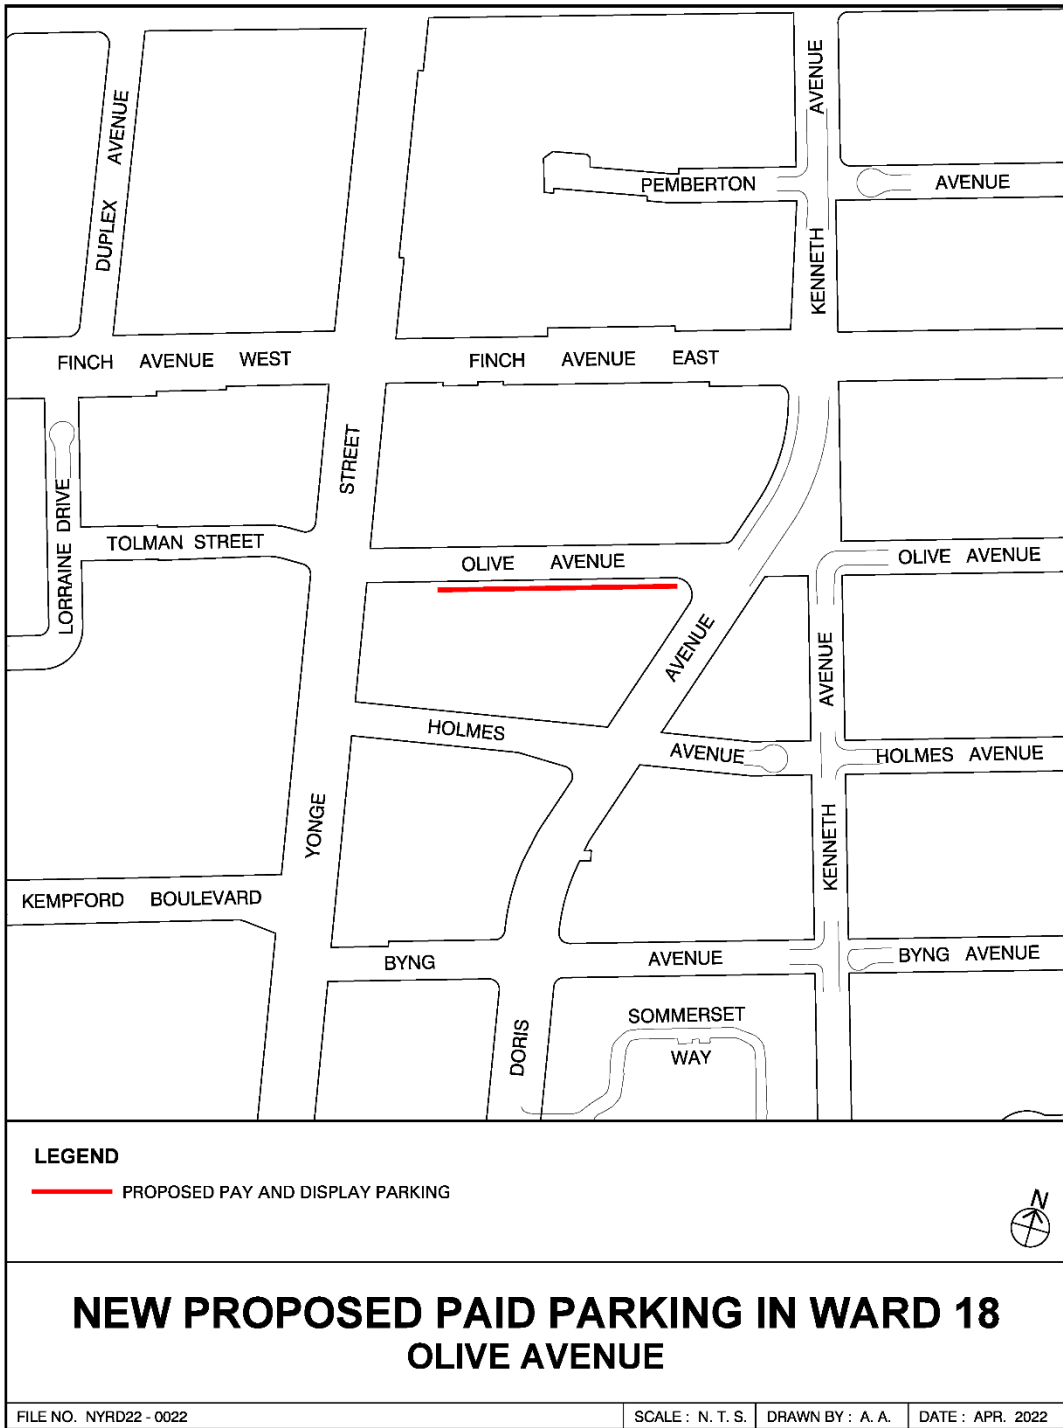 AVENUE
DUPLEX AVENUE
PEMBERTON
AVENUE
KENNETH
FINCH AVENUE WEST
FINCH AVENUE EAST
STREET
LORRAINE DRIVE
TOLMAN STREET
OLIVE AVENUE
OLIVE AVENUE
AVENUE
AVENUE
HOLMES
AVENUE
HOLMES AVENUE
YONGE
KENNETH
KEMPFORD BOULEVARD
BYNG
AVENUE
BYNG AVENUE
DORIS
SOMMERSET
WAY
LEGEND
PROPOSED PAY AND DISPLAY PARKING
N
NEW PROPOSED PAID PARKING IN WARD 18
OLIVE AVENUE
FILE NO. NYRD22 - 0022
SCALE : N. T. S.
DRAWN BY : A. A.
DATE : APR. 2022